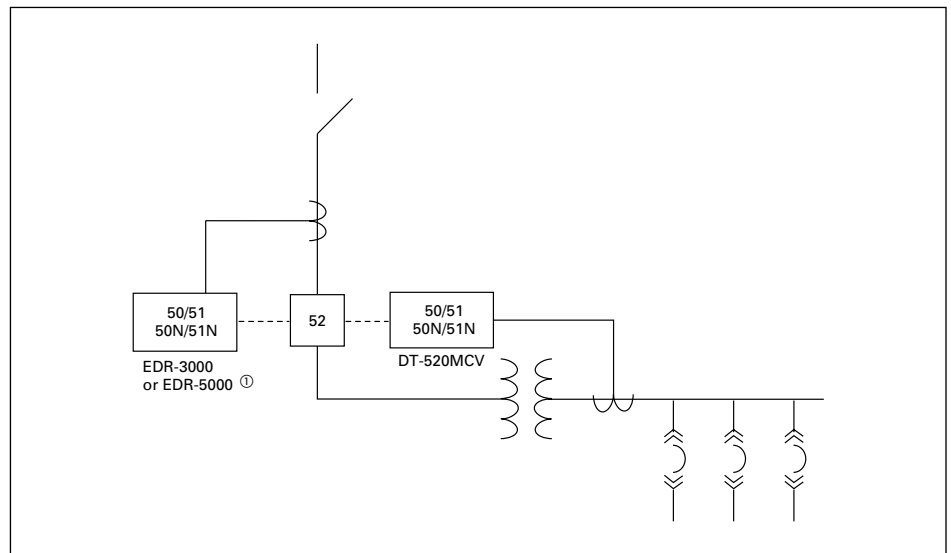 50/51
50N/51N
EDR-3000
or EDR-5000 ①
52
50/51
50N/51N
DT-520MCV